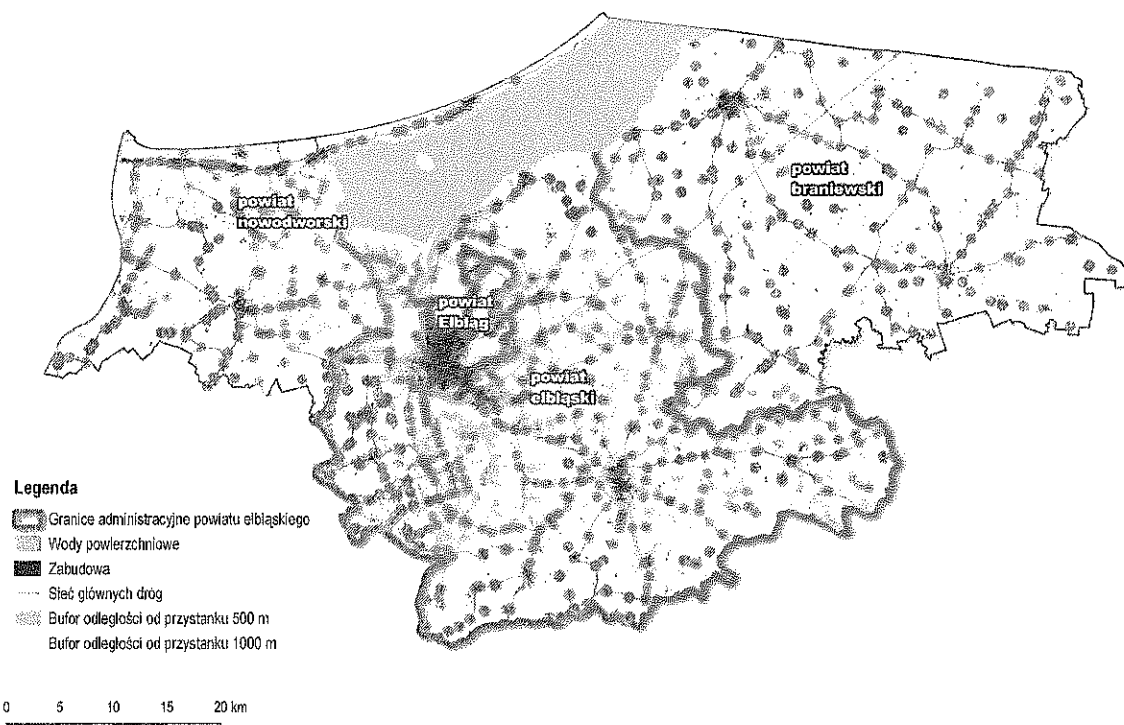 powiat
braniewski
powiat
nowodworski
powiat
Elbląg
powiat
elbląski
Legenda
Granice administracyjne powiatu elbląskiego
Wody powierzchniowe
Zabudowa
Sieć głównych dróg
Bufor odległości od przystanku 500 m
Bufor odległości od przystanku 1000 m
0 5 10 15 20 km